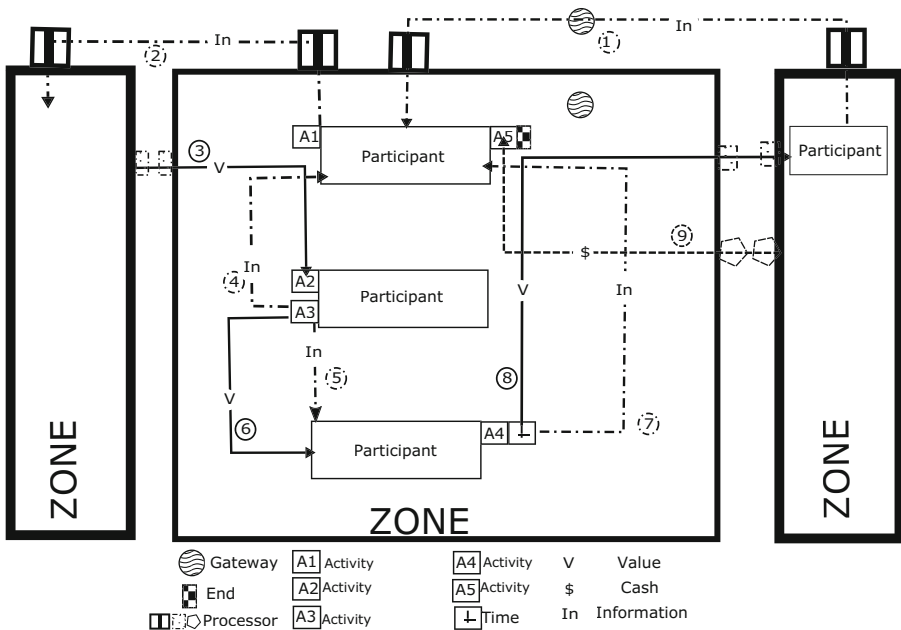 In
1
In
2
A1
A5
Participant
Participant
3
V
9
$
In
4
A2
Participant
A3
V
In
In
5
8
V
6
7
A4
Participant
ZONE
ZONE
ZONE
Gateway
A1 Activity
A4 Activity
V Value
End
A2 Activity
A5 Activity
$ Cash
Processor
A3 Activity
Time
In Information